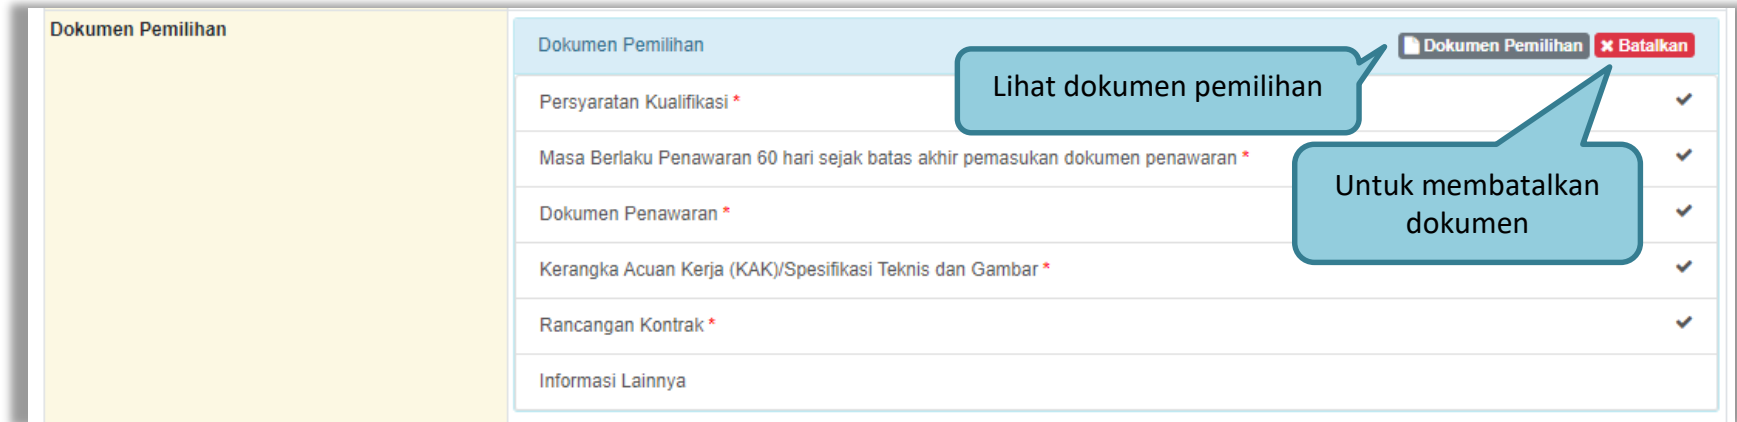 Dokumen Pemilihan
Dokumen Pemilihan
Dokumen Pemilihan
Batalkan
Lihat dokumen pemilihan
Persyaratan Kualifikasi *
Masa Berlaku Penawaran 60 hari sejak batas akhir pemasukan dokumen penawaran *
Untuk membatalkan
dokumen
Dokumen Penawaran *
Kerangka Acuan Kerja (KAK)/Spesifikasi Teknis dan Gambar *
Rancangan Kontrak *
Informasi Lainnya